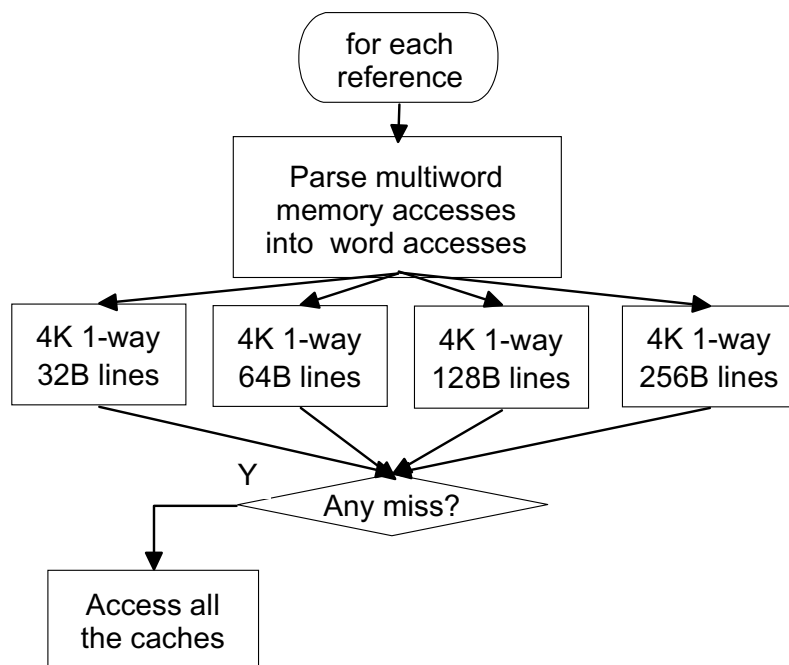 for each
reference
Parse multiword
memory accesses
into word accesses
4K 1-way
32B lines
4K 1-way
64B lines
4K 1-way
128B lines
4K 1-way
256B lines
Y
Any miss?
Access all
the caches